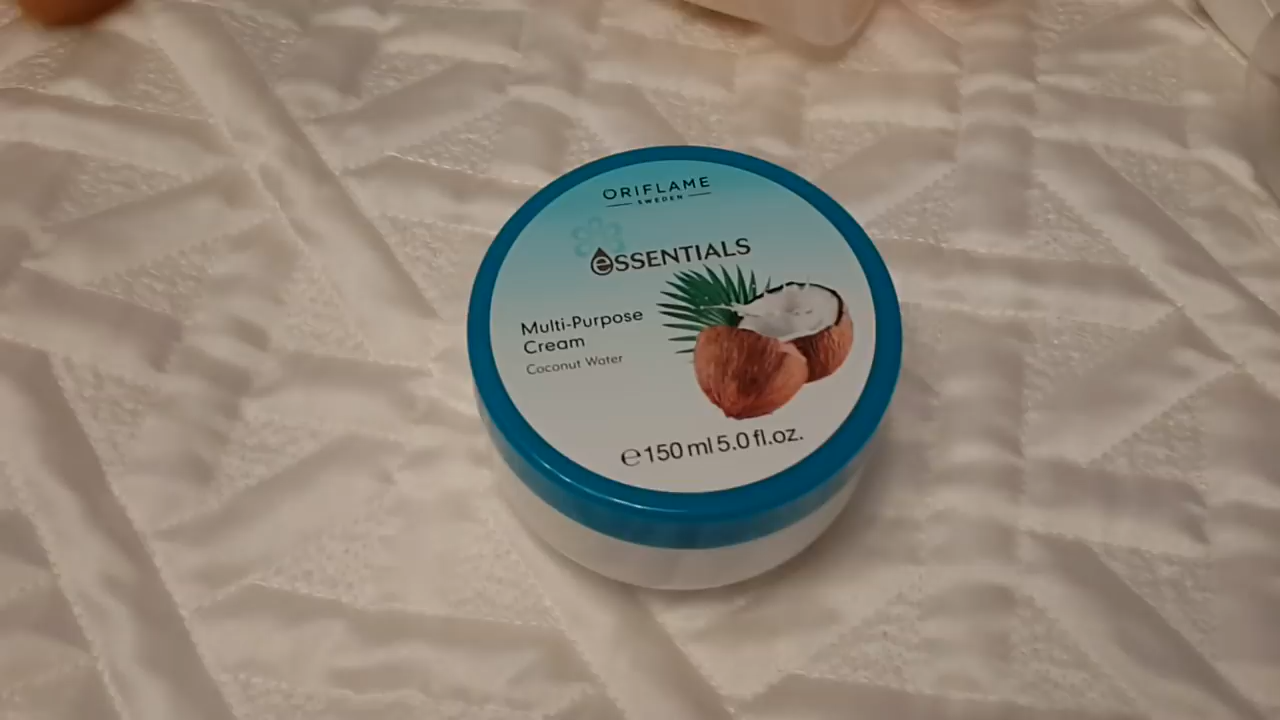 ORIFLAME
SWEDEN
eSSENTIALS
Multi-Purpose
Cream
Coconut Water
℮150 ml 5.0 fl.oz.